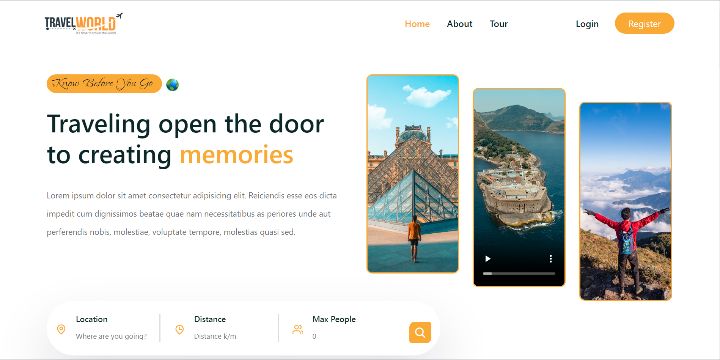 TRAVELWORLD
Home About Tour
Login Register
Know Before You Go
Traveling open the door
to creating memories
Lorem ipsum dolor sit amet consectetur adipisicing elit. Reiciendis esse eos dicta
impedit cum dignissimos beatae quae nam necessitatibus as periores unde aut
perferendis nobis, molestiae, voluptate tempore, molestias quasi sed.
Location
Where are you going?
Distance
Distance k/m
Max People
0